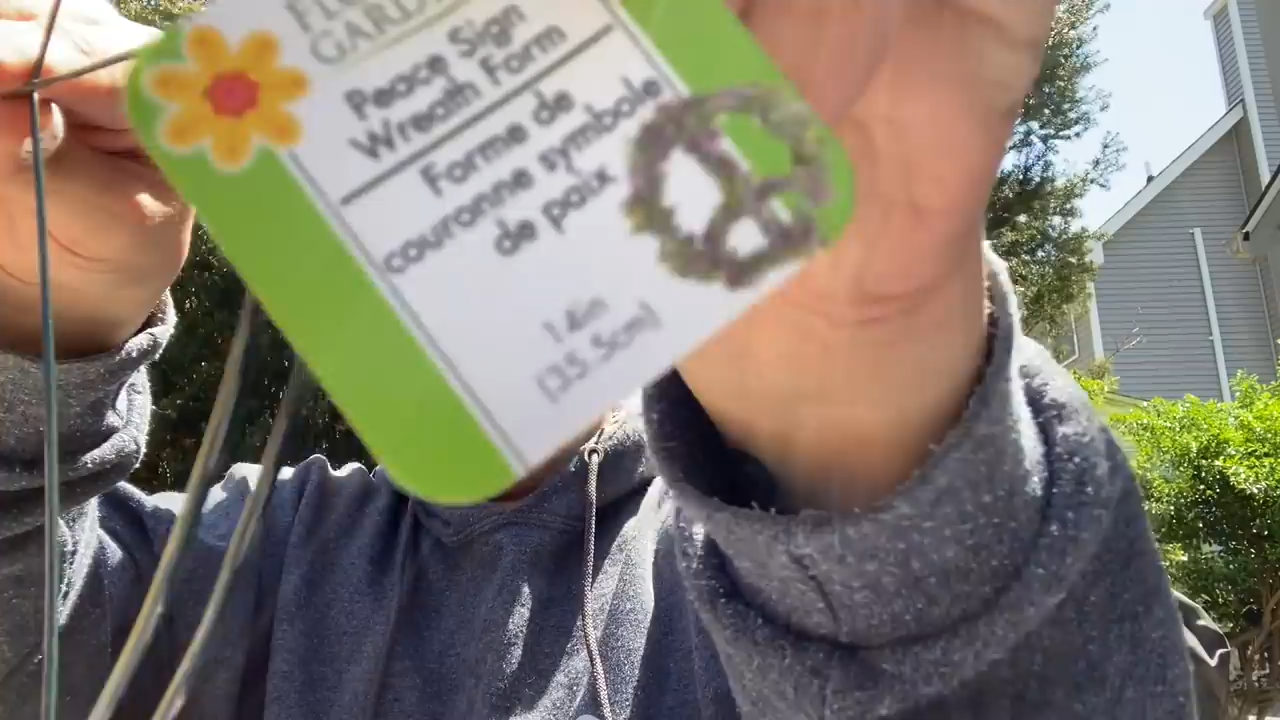 Peace Sign
Wreath Form
Forme de
couronne symbole
de paix
14in
(35.5cm)